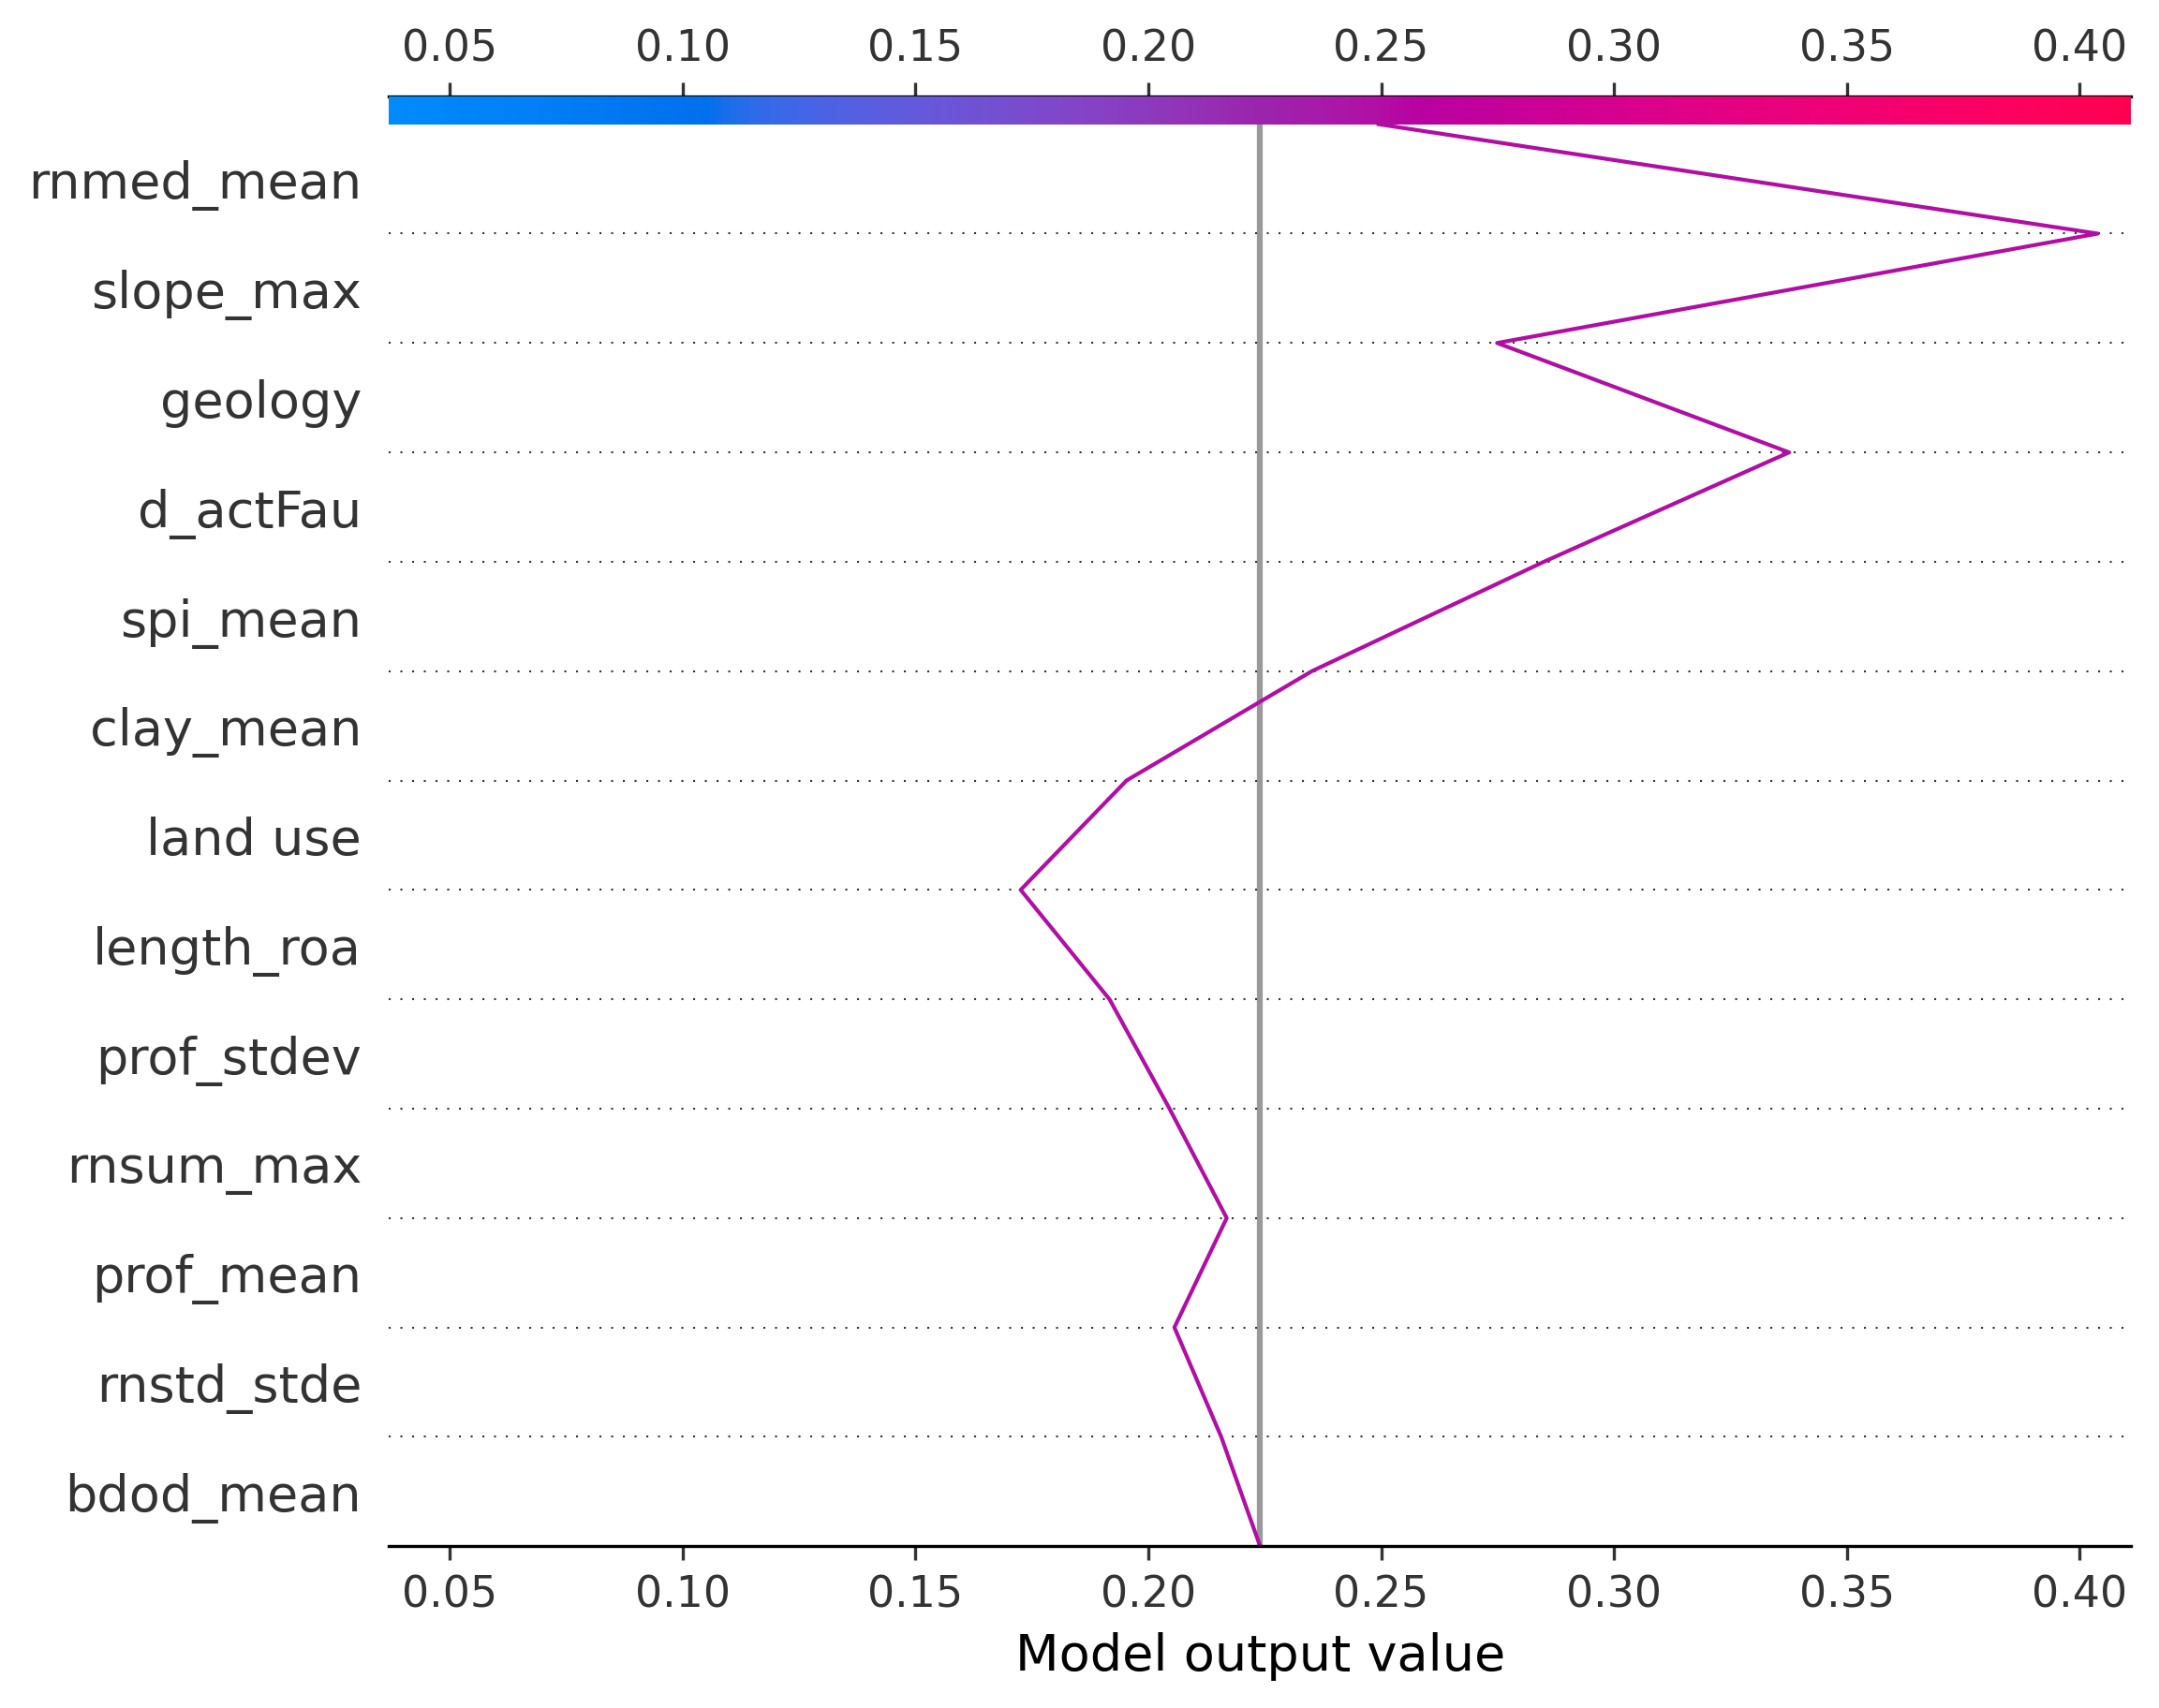 0.05 0.10 0.15 0.20 0.25 0.30 0.35 0.40
rnmed_mean
slope_max
geology
d_actFau
spi_mean
clay_mean
land use
length_roa
prof_stdev
rnsum_max
prof_mean
rnstd_stde
bdod_mean
0.05 0.10 0.15 0.20 0.25 0.30 0.35 0.40
Model output value